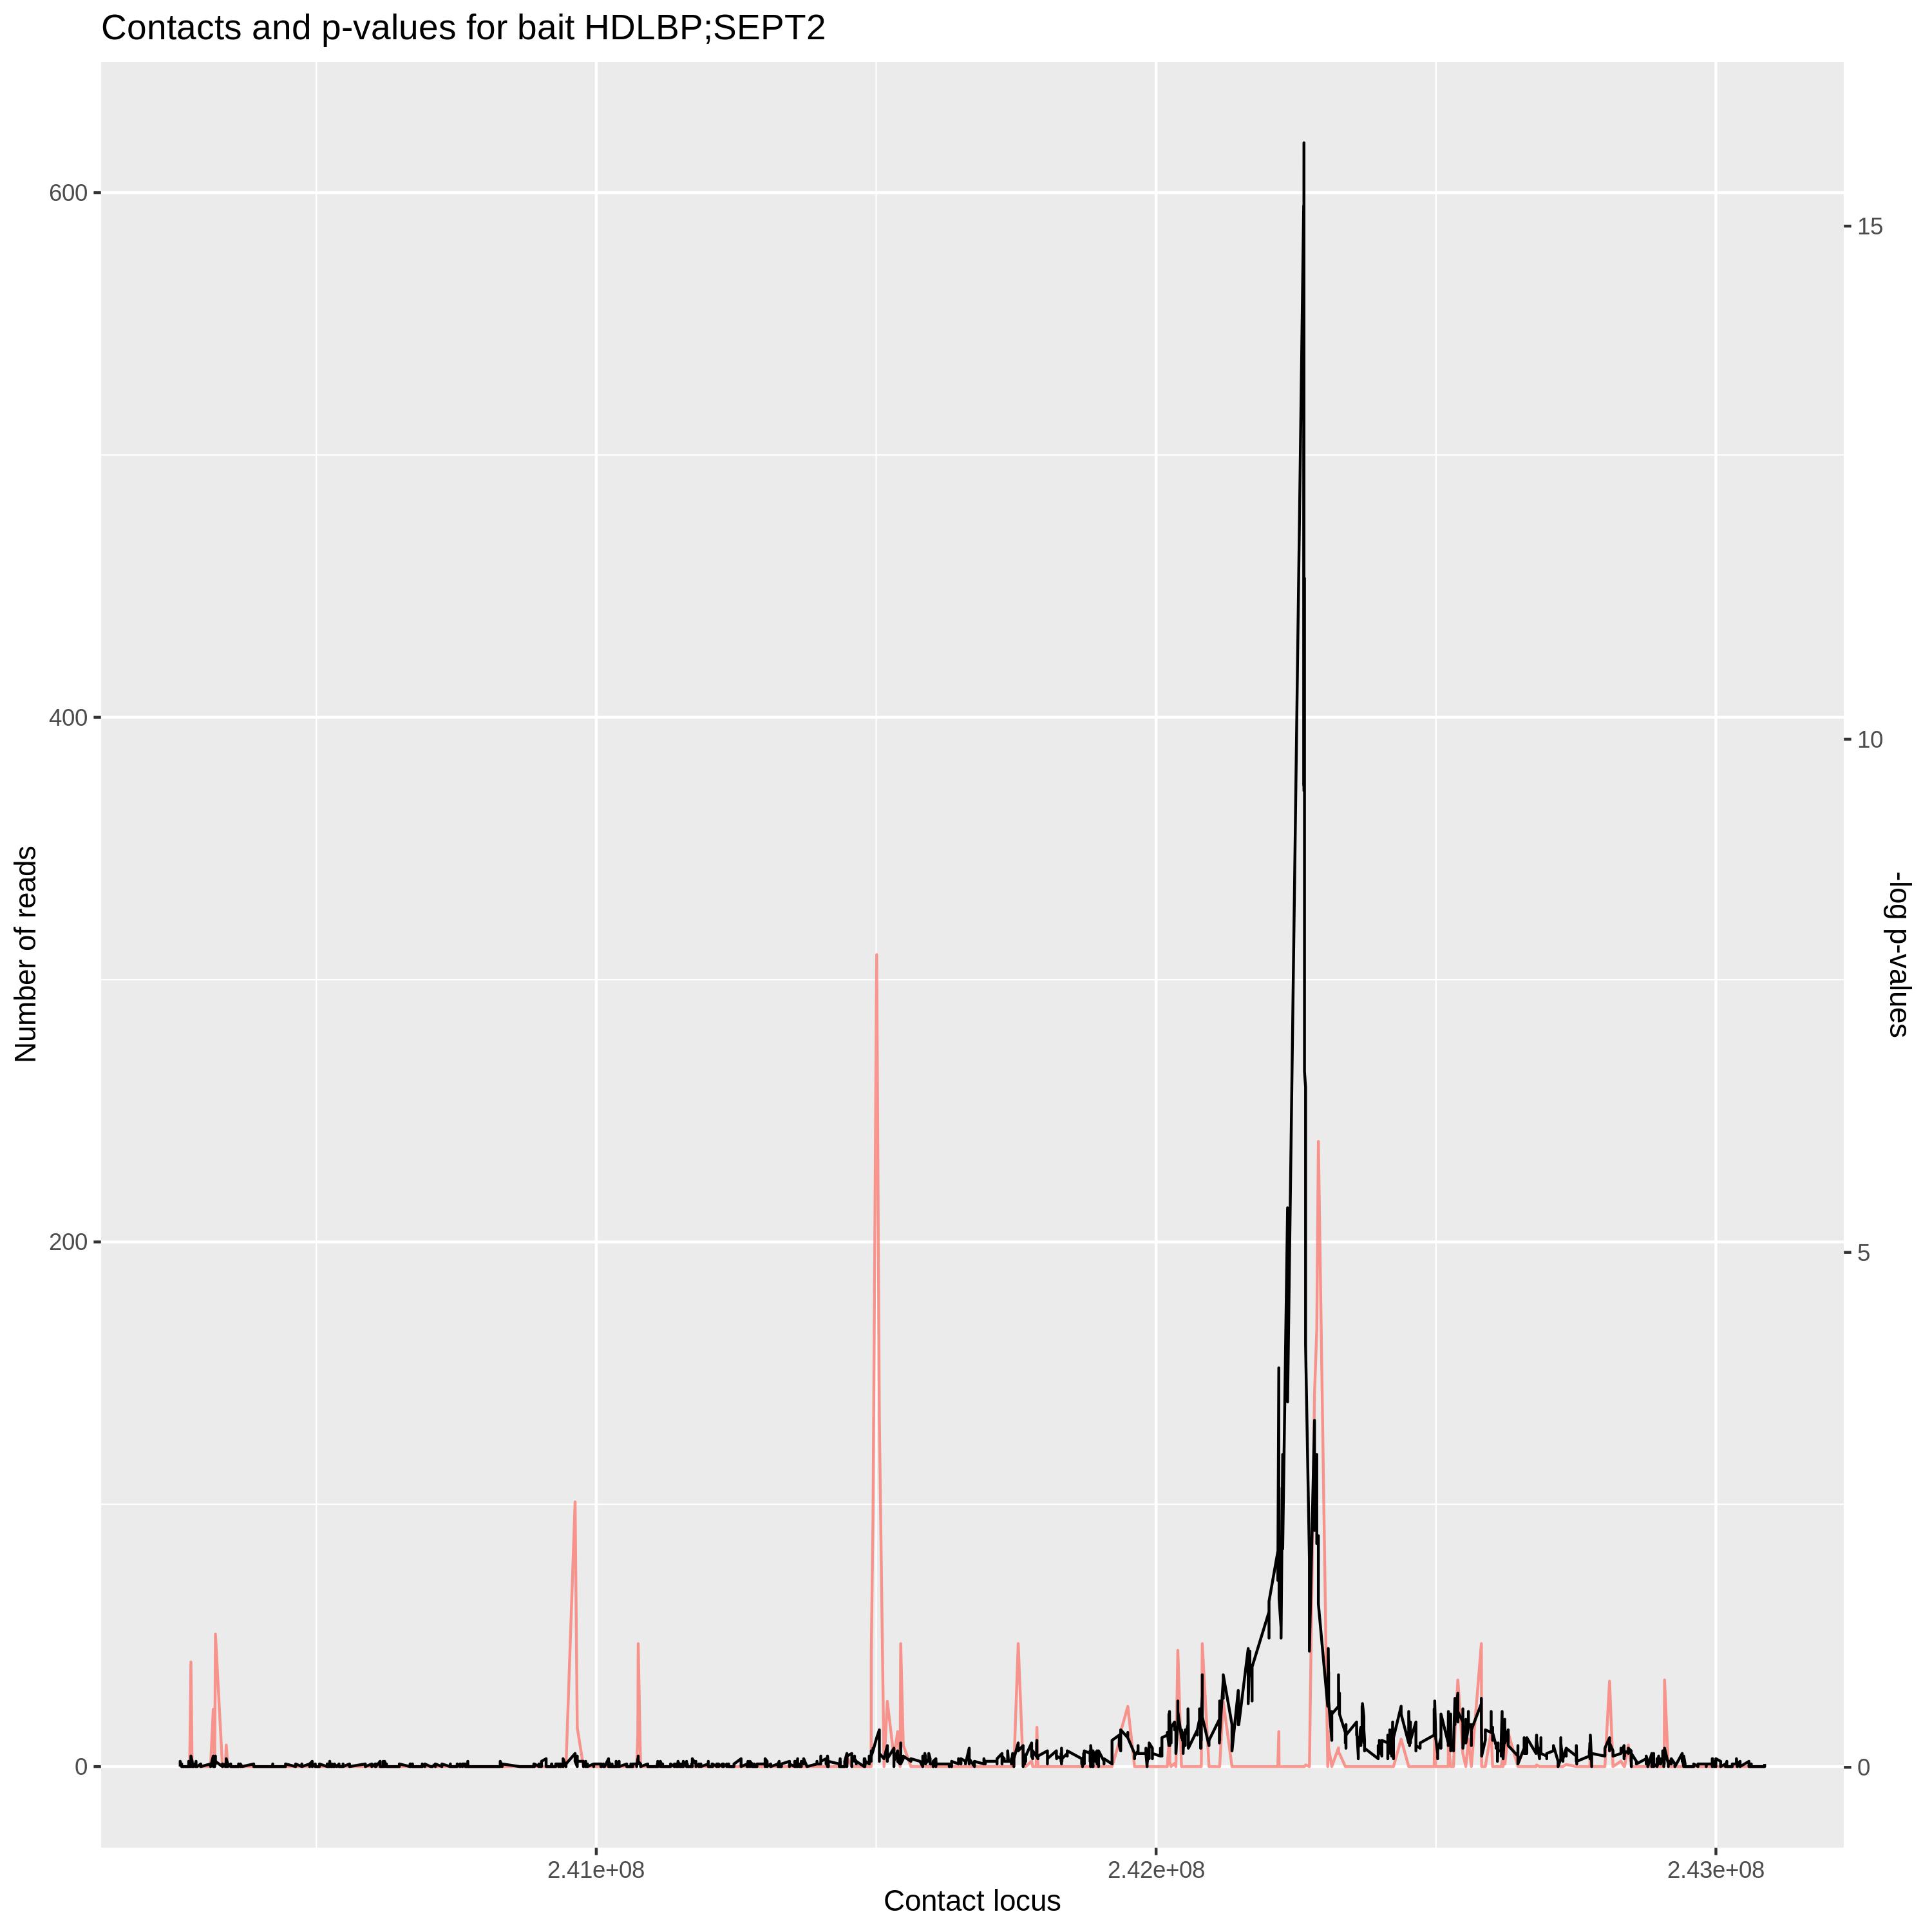 Contacts and p-values for bait HDLBP;SEPT2
600
400
200
0
Number of reads
15
10
5
0
-log p-values
2.41e+08
2.42e+08
2.43e+08
Contact locus